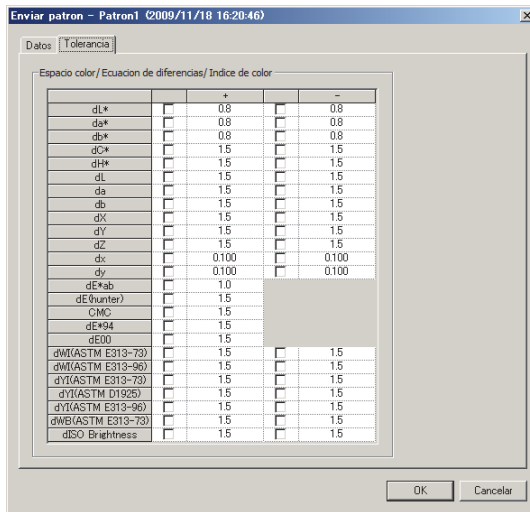 Enviar patron - Patron1 (2009/11/18 16:20:46)
Datos Tolerancia
Espacio color/ Ecuacion de diferencias/ Indice de color
+ -
dL* 0.8 0.8
da* 0.8 0.8
db* 0.8 0.8
dC* 1.5 1.5
dH* 1.5 1.5
dL 1.5 1.5
da 1.5 1.5
db 1.5 1.5
dX 1.5 1.5
dY 1.5 1.5
dZ 1.5 1.5
dx 0.100 0.100
dy 0.100 0.100
dE*ab 1.0
dE(hunter) 1.5
CMC 1.5
dE*94 1.5
dE00 1.5
dWI(ASTM E313-73) 1.5 1.5
dWI(ASTM E313-96) 1.5 1.5
dYI(ASTM E313-73) 1.5 1.5
dYI(ASTM D1925) 1.5 1.5
dYI(ASTM E313-96) 1.5 1.5
dWB(ASTM E313-73) 1.5 1.5
dISO Brightness 1.5 1.5
OK Cancelar